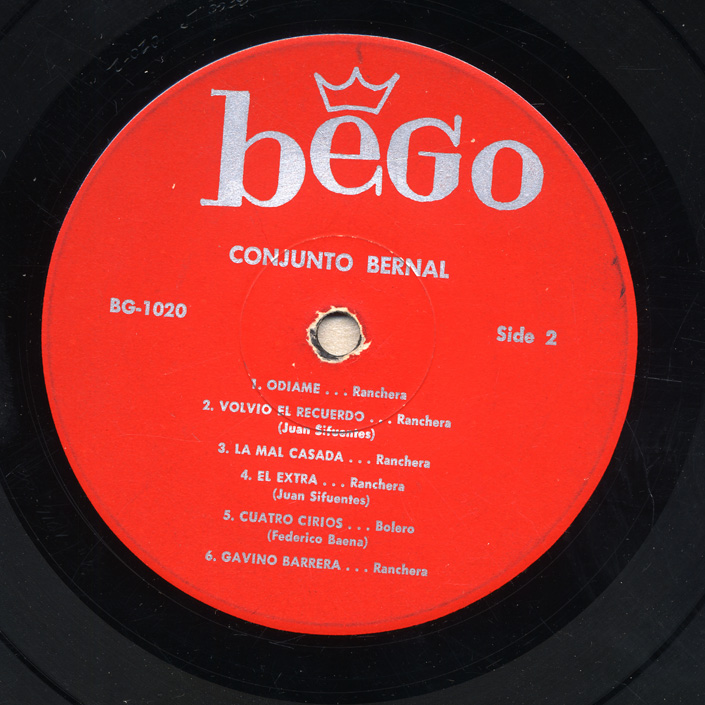 bego
CONJUNTO BERNAL
BG-1020
Side 2
1. ODIAME . . . Ranchera
2. VOLVIO EL RECUERDO . . . Ranchera
(Juan Sifuentes)
3. LA MAL CASADA . . . Ranchera
4. EL EXTRA . . . Ranchera
(Juan Sifuentes)
5. CUATRO CIRIOS . . . Bolero
(Federico Baena)
6. GAVINO BARRERA . . . Ranchera